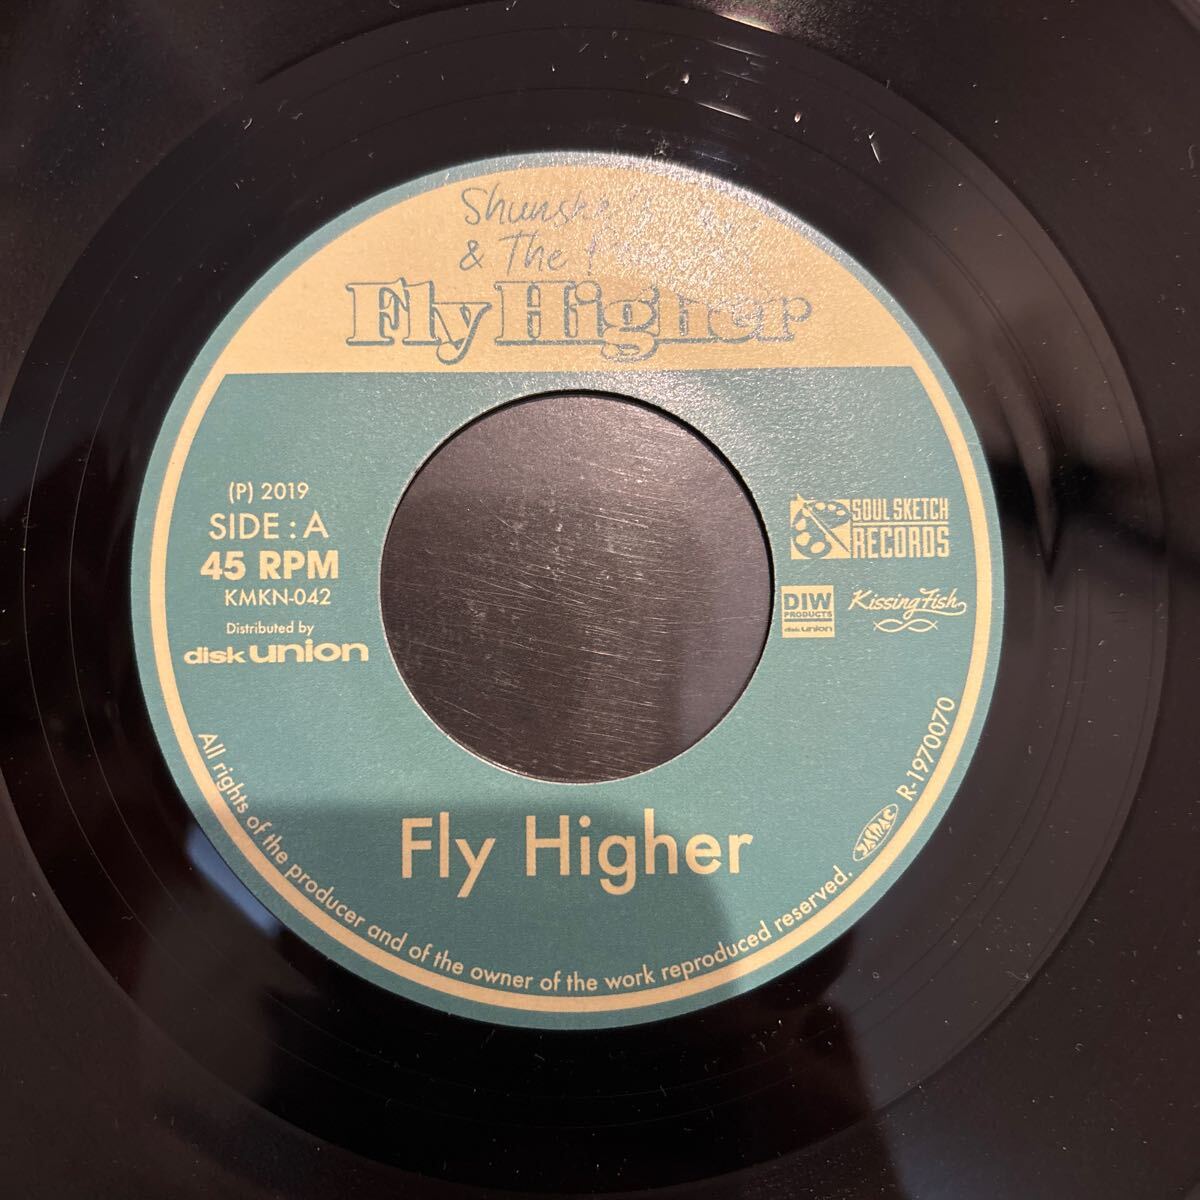 & The
Fly Higher
(P) 2019
SIDE : A
45 RPM
KMKN-042
Distributed by
disk union
SOUL SKETCH
RECORDS
DIW
PRODUCTS
disk union
Kissing Fish
Fly Higher
All rights of the producer and of the owner of the work reproduced reserved.
JASRAC
R-1970070